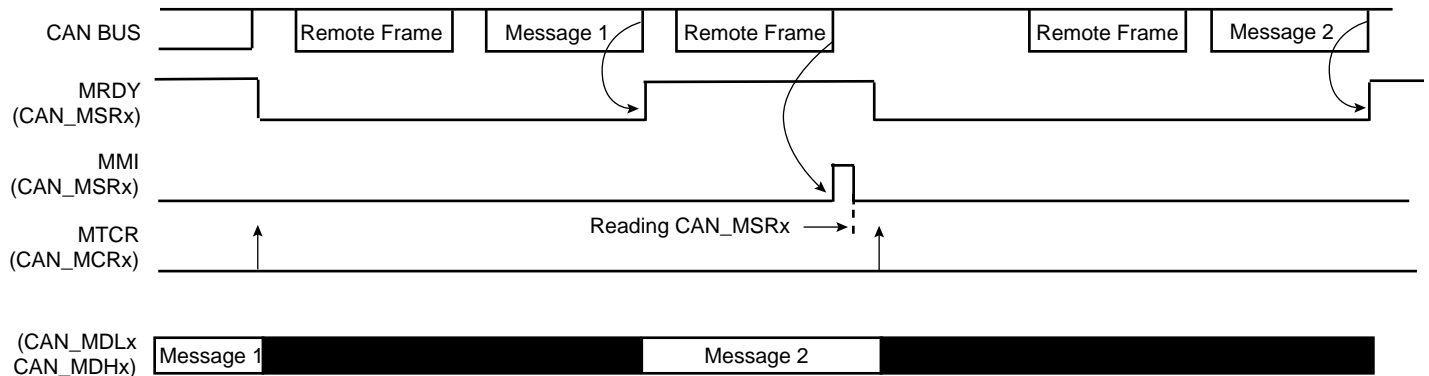 CAN BUS
Remote Frame
Message 1
Remote Frame
Remote Frame
Message 2
MRDY
(CAN_MSRx)
MMI
(CAN_MSRx)
Reading CAN_MSRx
MTCR
(CAN_MCRx)
(CAN_MDLx
CAN_MDHx)
Message 1
Message 2